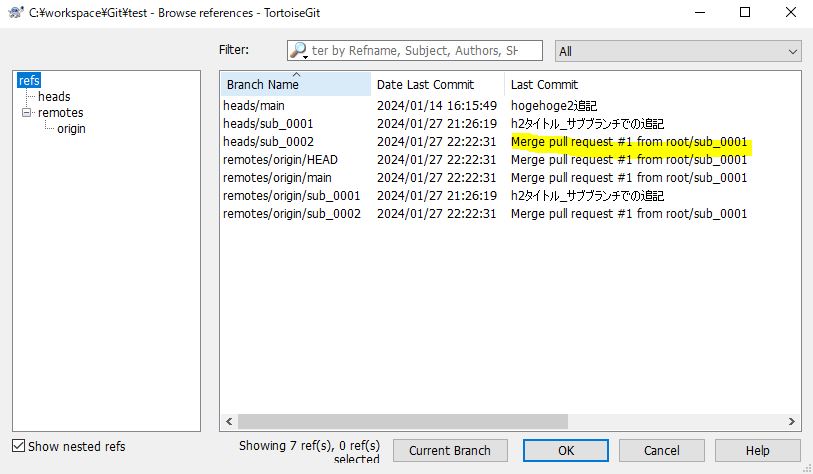 C:¥workspace¥Git¥test - Browse references - TortoiseGit
Filter: ter by Refname, Subject, Authors, SH All
refs
heads
remotes
origin
Branch Name Date Last Commit Last Commit
heads/main 2024/01/14 16:15:49 hogehoge2追記
heads/sub_0001 2024/01/27 21:26:19 h2タイトル_サブブランチでの追記
heads/sub_0002 2024/01/27 22:22:31 Merge pull request #1 from root/sub_0001
remotes/origin/HEAD 2024/01/27 22:22:31 Merge pull request #1 from root/sub_0001
remotes/origin/main 2024/01/27 22:22:31 Merge pull request #1 from root/sub_0001
remotes/origin/sub_0001 2024/01/27 21:26:19 h2タイトル_サブブランチでの追記
remotes/origin/sub_0002 2024/01/27 22:22:31 Merge pull request #1 from root/sub_0001
Show nested refs
Showing 7 ref(s), 0 ref(s)
selected
Current Branch OK Cancel Help